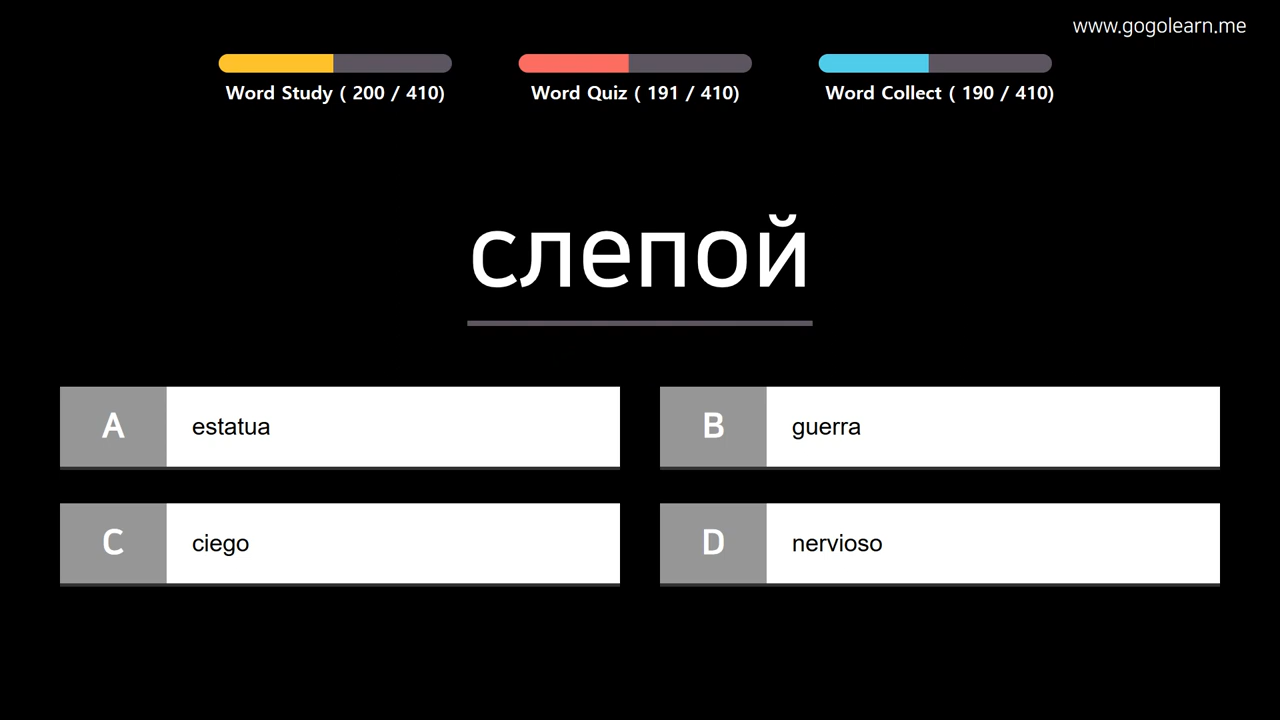 www.gogolearn.me
Word Study ( 200 / 410)
Word Quiz ( 191 / 410)
Word Collect ( 190 / 410)
слепой
A estatua
B guerra
C ciego
D nervioso